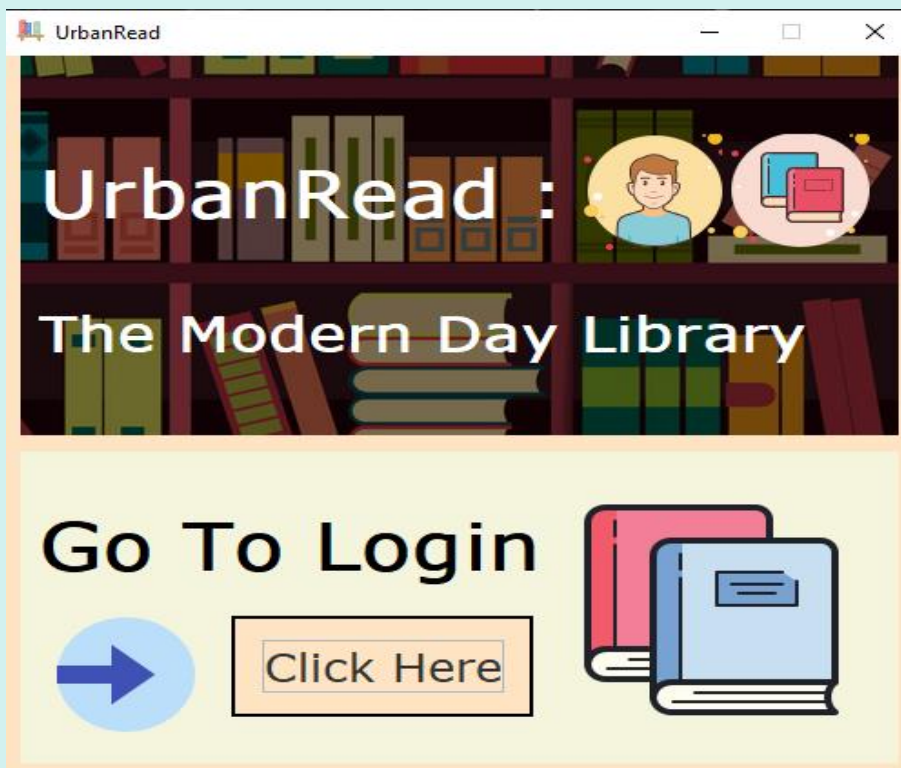 UrbanRead
UrbanRead :
The Modern Day Library
Go To Login
Click Here